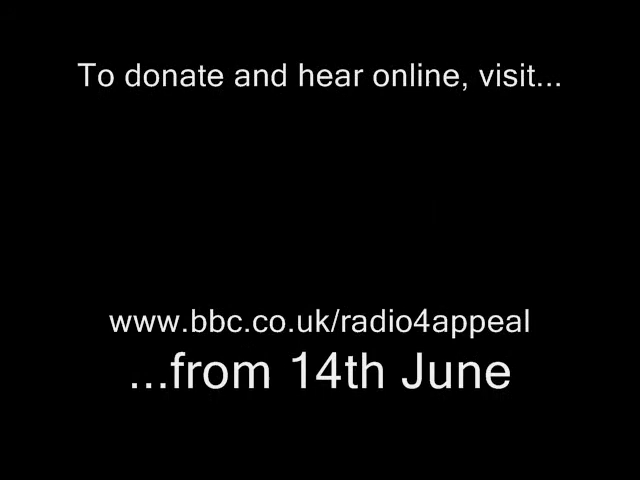 To donate and hear online, visit...
www.bbc.co.uk/radio4appeal
...from 14th June